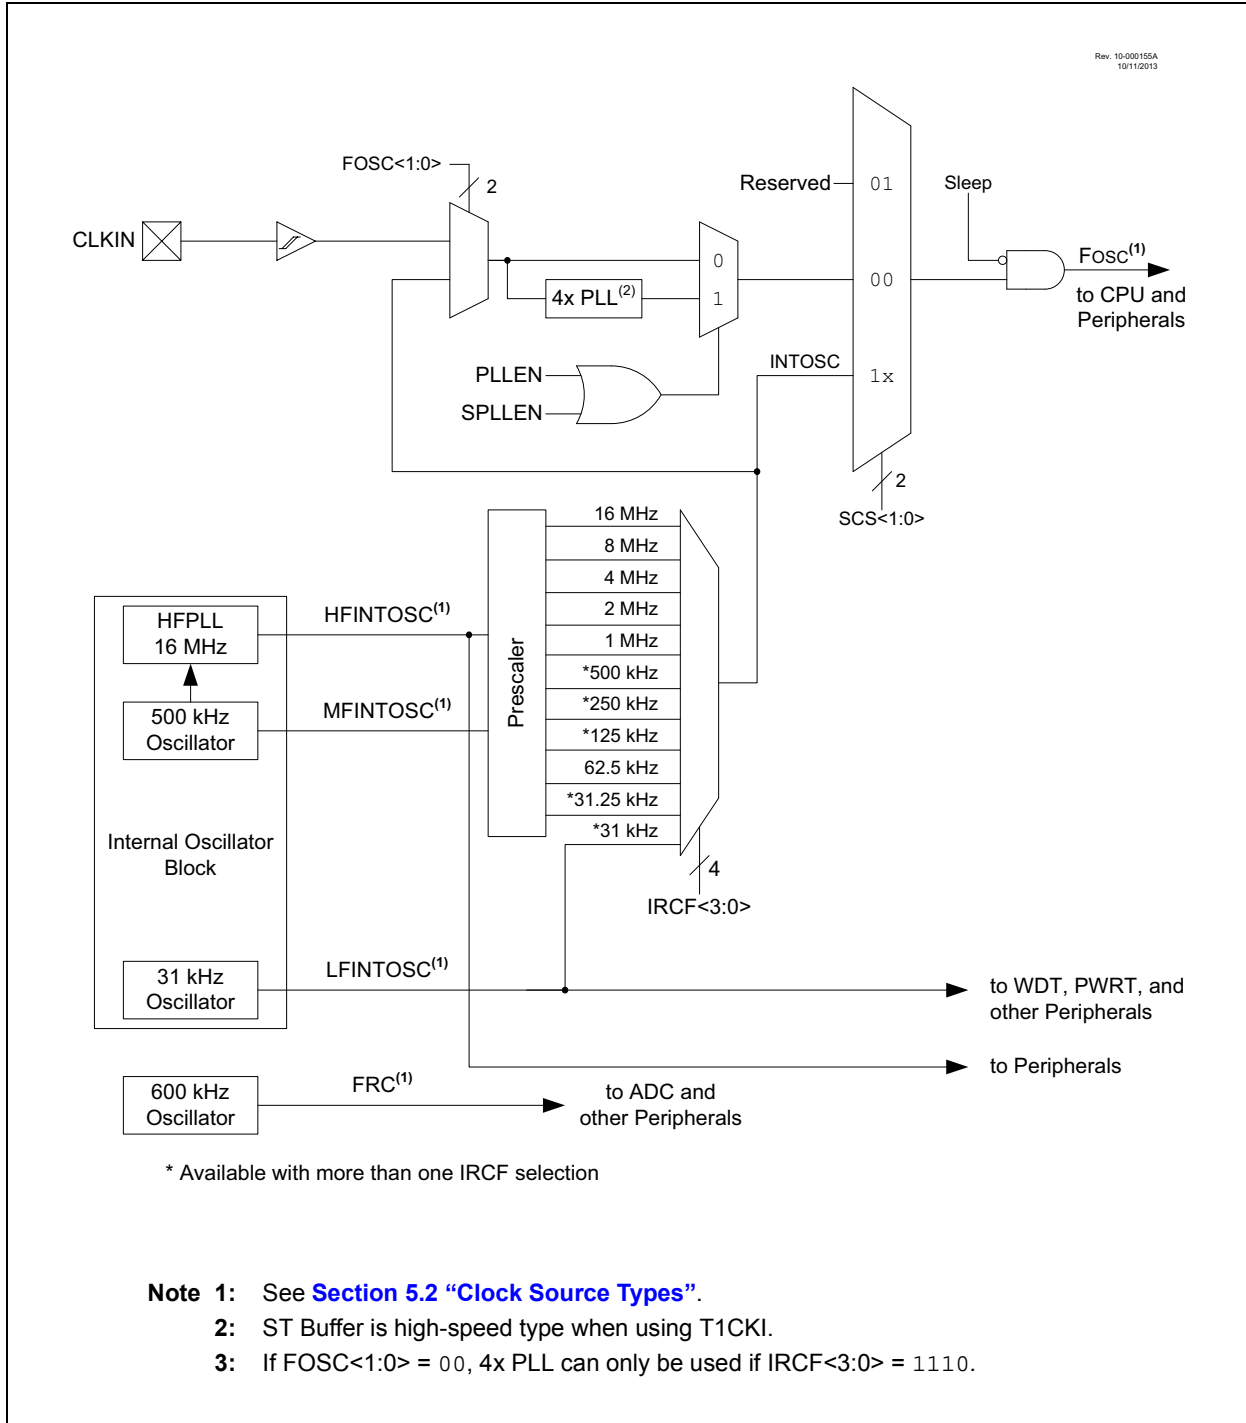 Rev. 10-000155A
10/11/2013
FOSC<1:0>
2
Reserved
01
Sleep
CLKIN
0
FOSC(1)
4x PLL(2)
1
00
to CPU and
Peripherals
PLLEN
INTOSC
1x
SPLLEN
2
SCS<1:0>
16 MHz
8 MHz
4 MHz
2 MHz
1 MHz
*500 kHz
*250 kHz
*125 kHz
62.5 kHz
*31.25 kHz
*31 kHz
Prescaler
HFPLL
16 MHz
HFINTOSC(1)
500 kHz
Oscillator
MFINTOSC(1)
Internal Oscillator
Block
4
IRCF<3:0>
31 kHz
Oscillator
LFINTOSC(1)
to WDT, PWRT, and
other Peripherals
to Peripherals
600 kHz
Oscillator
FRC(1)
to ADC and
other Peripherals
* Available with more than one IRCF selection
Note 1: See Section 5.2 “Clock Source Types”.
2: ST Buffer is high-speed type when using T1CKI.
3: If FOSC<1:0> = 00, 4x PLL can only be used if IRCF<3:0> = 1110.